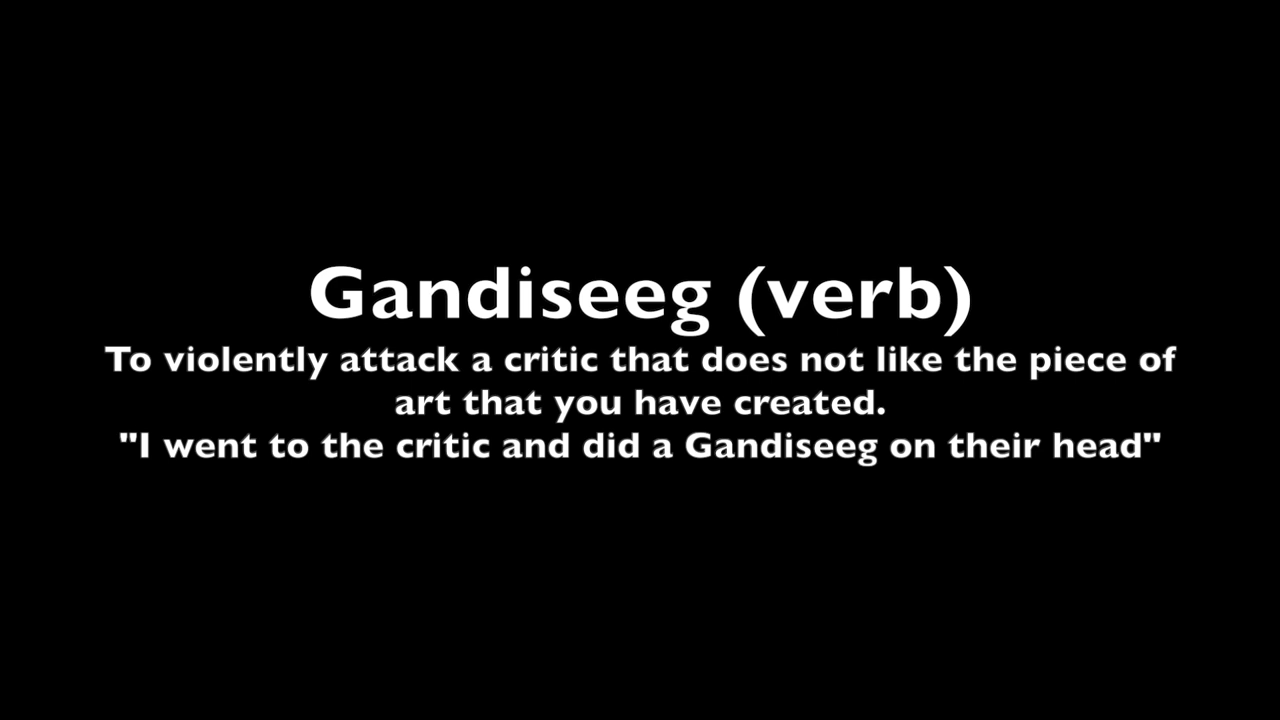 Gandiseeg (verb)
To violently attack a critic that does not like the piece of
art that you have created.
"I went to the critic and did a Gandiseeg on their head"